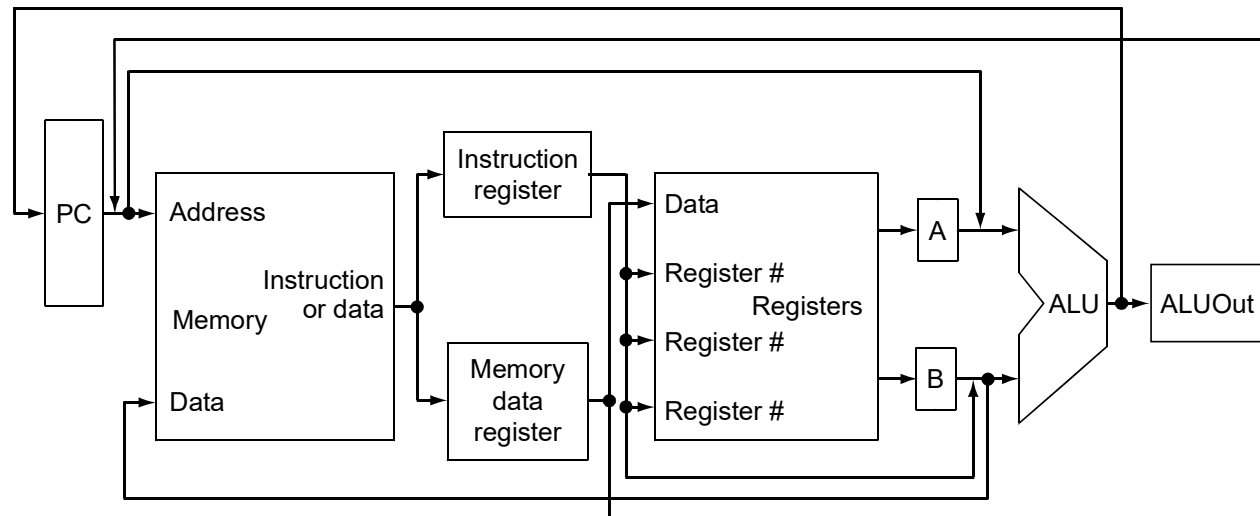 PC
Address
Instruction
or data
Memory
Data
Instruction
register
Memory
data
register
Data
Register #
Registers
Register #
Register #
A
B
ALU
ALUOut